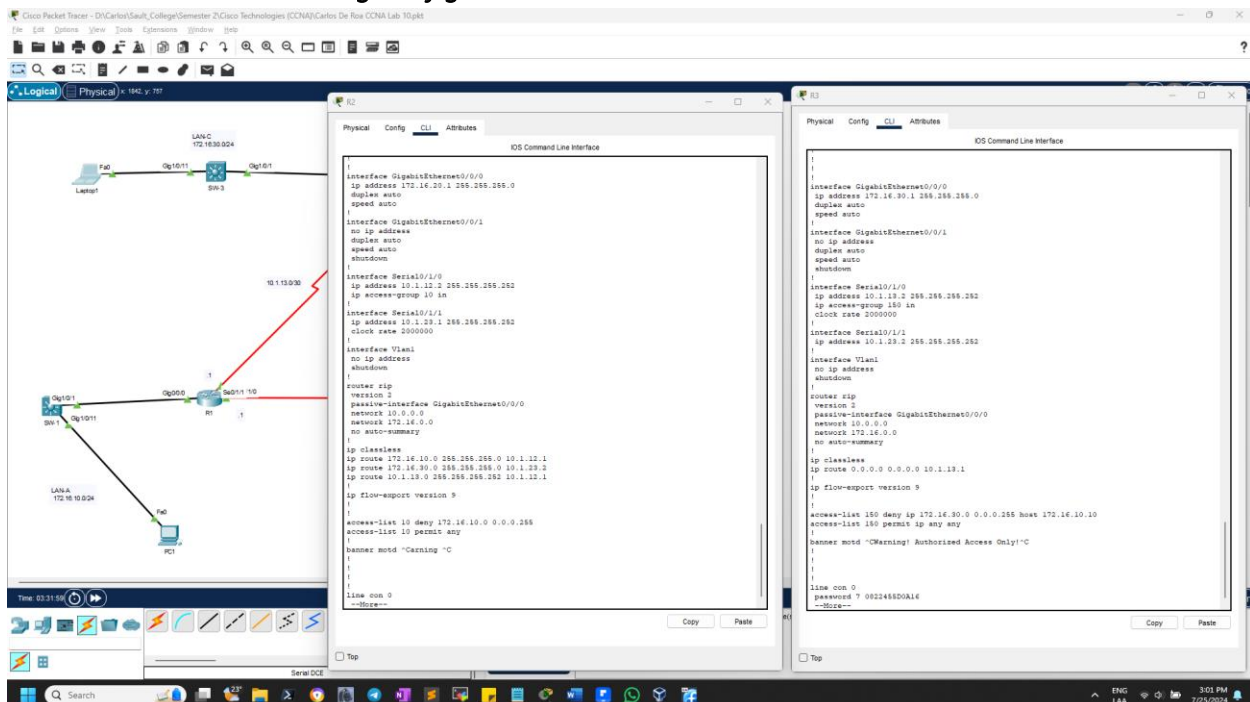 Cisco Packet Tracer - D:\Carlos\Sault_College\Semester 2\Cisco Technologies (CCNA)\Carlos De Roa CCNA Lab 10.pkt
File Edit Options View Tools Extensions Window Help
?
Logical Physical x: 1842, y: 757
LAN-C
172.16.30.0/24
Fa0
Gig1/0/11
Gig1/0/1
Laptop1
SW-3
10.1.13.0/30
.1
Gig1/0/1
Gig0/0/0
Se0/1/1
SW-1
Gig1/0/11
R1
.1
LAN-A
172.16.10.0/24
Fa0
PC1
Time: 03:31:59
Serial DCE
R2
Physical Config CLI Attributes
IOS Command Line Interface
!
interface GigabitEthernet0/0/0
ip address 172.16.20.1 255.255.255.0
duplex auto
speed auto
!
interface GigabitEthernet0/0/1
no ip address
duplex auto
speed auto
shutdown
!
interface Serial0/1/0
ip address 10.1.12.2 255.255.255.252
ip access-group 10 in
!
interface Serial0/1/1
ip address 10.1.23.1 255.255.255.252
clock rate 2000000
!
interface Vlan1
no ip address
shutdown
!
router rip
version 2
passive-interface GigabitEthernet0/0/0
network 10.0.0.0
network 172.16.0.0
no auto-summary
!
ip classless
ip route 172.16.10.0 255.255.255.0 10.1.12.1
ip route 172.16.30.0 255.255.255.0 10.1.23.2
ip route 10.1.13.0 255.255.255.252 10.1.12.1
!
ip flow-export version 9
!
!
access-list 10 deny 172.16.10.0 0.0.0.255
access-list 10 permit any
!
banner motd ^Carning ^C
!
!
!
!
line con 0
--More--
Copy Paste
Top
R3
Physical Config CLI Attributes
IOS Command Line Interface
!
!
!
interface GigabitEthernet0/0/0
ip address 172.16.30.1 255.255.255.0
duplex auto
speed auto
!
interface GigabitEthernet0/0/1
no ip address
duplex auto
speed auto
shutdown
!
interface Serial0/1/0
ip address 10.1.13.2 255.255.255.252
ip access-group 150 in
clock rate 2000000
!
interface Serial0/1/1
ip address 10.1.23.2 255.255.255.252
!
interface Vlan1
no ip address
shutdown
!
router rip
version 2
passive-interface GigabitEthernet0/0/0
network 10.0.0.0
network 172.16.0.0
no auto-summary
!
ip classless
ip route 0.0.0.0 0.0.0.0 10.1.13.1
!
ip flow-export version 9
!
!
access-list 150 deny ip 172.16.30.0 0.0.0.255 host 172.16.10.10
access-list 150 permit ip any any
!
banner motd ^CWarning! Authorized Access Only!^C
!
!
!
!
line con 0
password 7 0822455D0A16
--More--
Copy Paste
Top
Search
23°
ENG
LAA
3:01 PM
7/25/2024